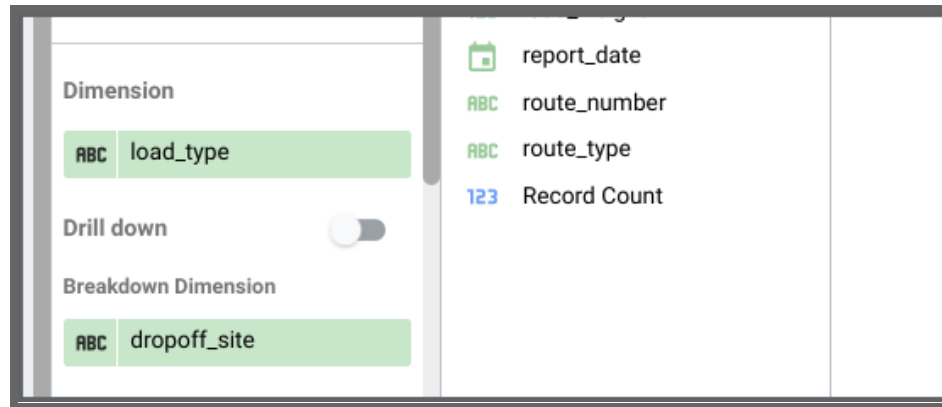 Dimension
ABC load_type
Drill down
Breakdown Dimension
ABC dropoff_site
report_date
ABC route_number
ABC route_type
123 Record Count